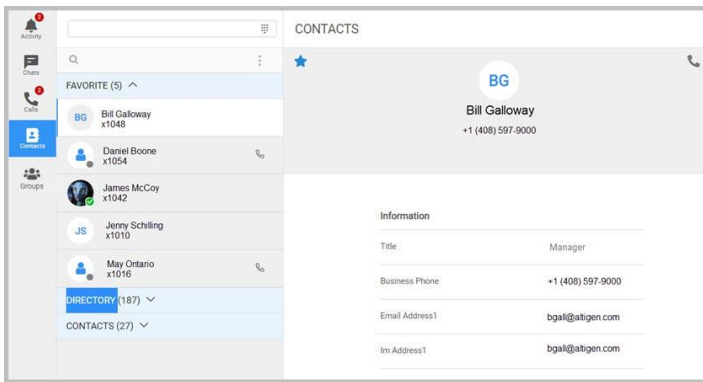 2
Activity
Chats
2
Calls
Contacts
Groups
FAVORITE (5)
BG
Bill Galloway
x1048
Daniel Boone
x1054
James McCoy
x1042
JS
Jenny Schilling
x1010
May Ontario
x1016
DIRECTORY (187)
CONTACTS (27)
CONTACTS
BG
Bill Galloway
+1 (408) 597-9000
Information
Title Manager
Business Phone +1 (408) 597-9000
Email Address1 bgall@altigen.com
Im Address1 bgall@altigen.com